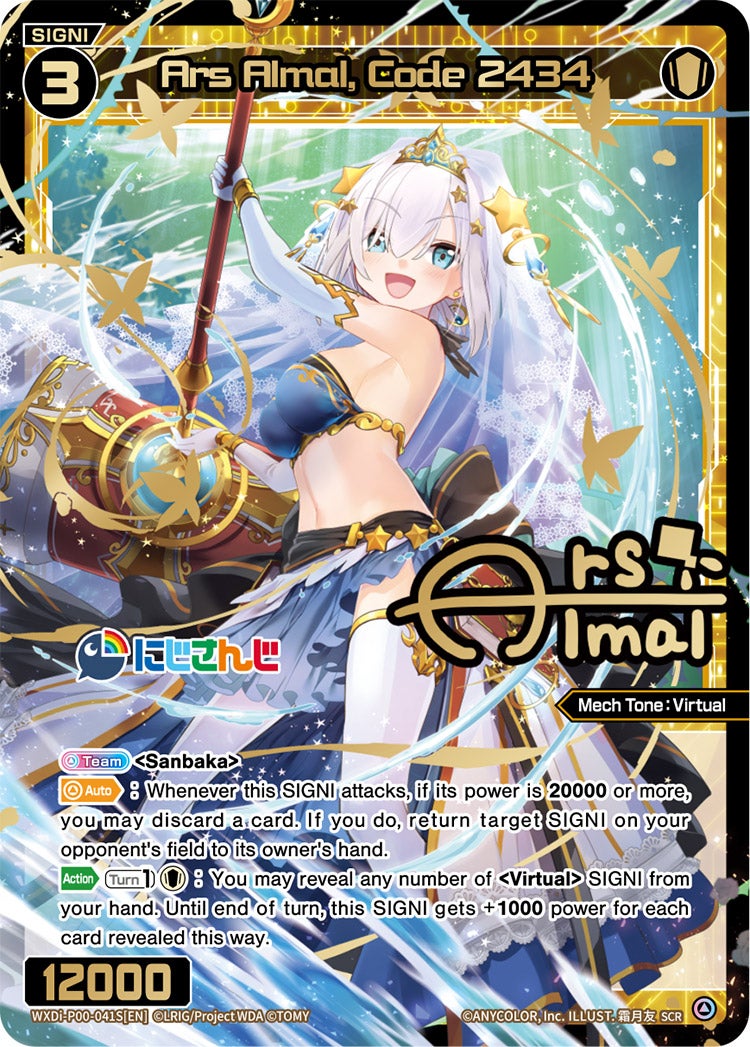 SIGNI
3
Ars Almal, Code 2434
Ars
Almal
にじさんじ
Mech Tone:Virtual
Team <Sanbaka>
Auto : Whenever this SIGNI attacks, if its power is 20000 or more,
you may discard a card. If you do, return target SIGNI on your
opponent's field to its owner's hand.
Action Turn 1 : You may reveal any number of <Virtual> SIGNI from
your hand. Until end of turn, this SIGNI gets +1000 power for each
card revealed this way.
12000
WXDi-P00-041S[EN] ©LRIG/Project WDA ©TOMY
©ANYCOLOR, Inc. ILLUST. 霜月友 SCR